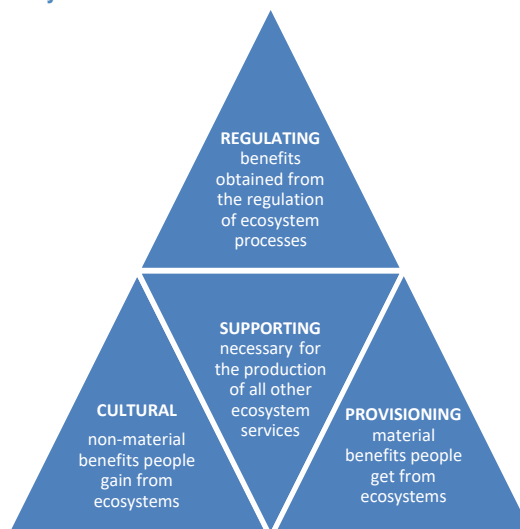 REGULATING
benefits
obtained from
the regulation
of ecosystem
processes
SUPPORTING
necessary for
the production
of all other
ecosystem
services
CULTURAL
non-material
benefits people
gain from
ecosystems
PROVISIONING
material
benefits people
get from
ecosystems